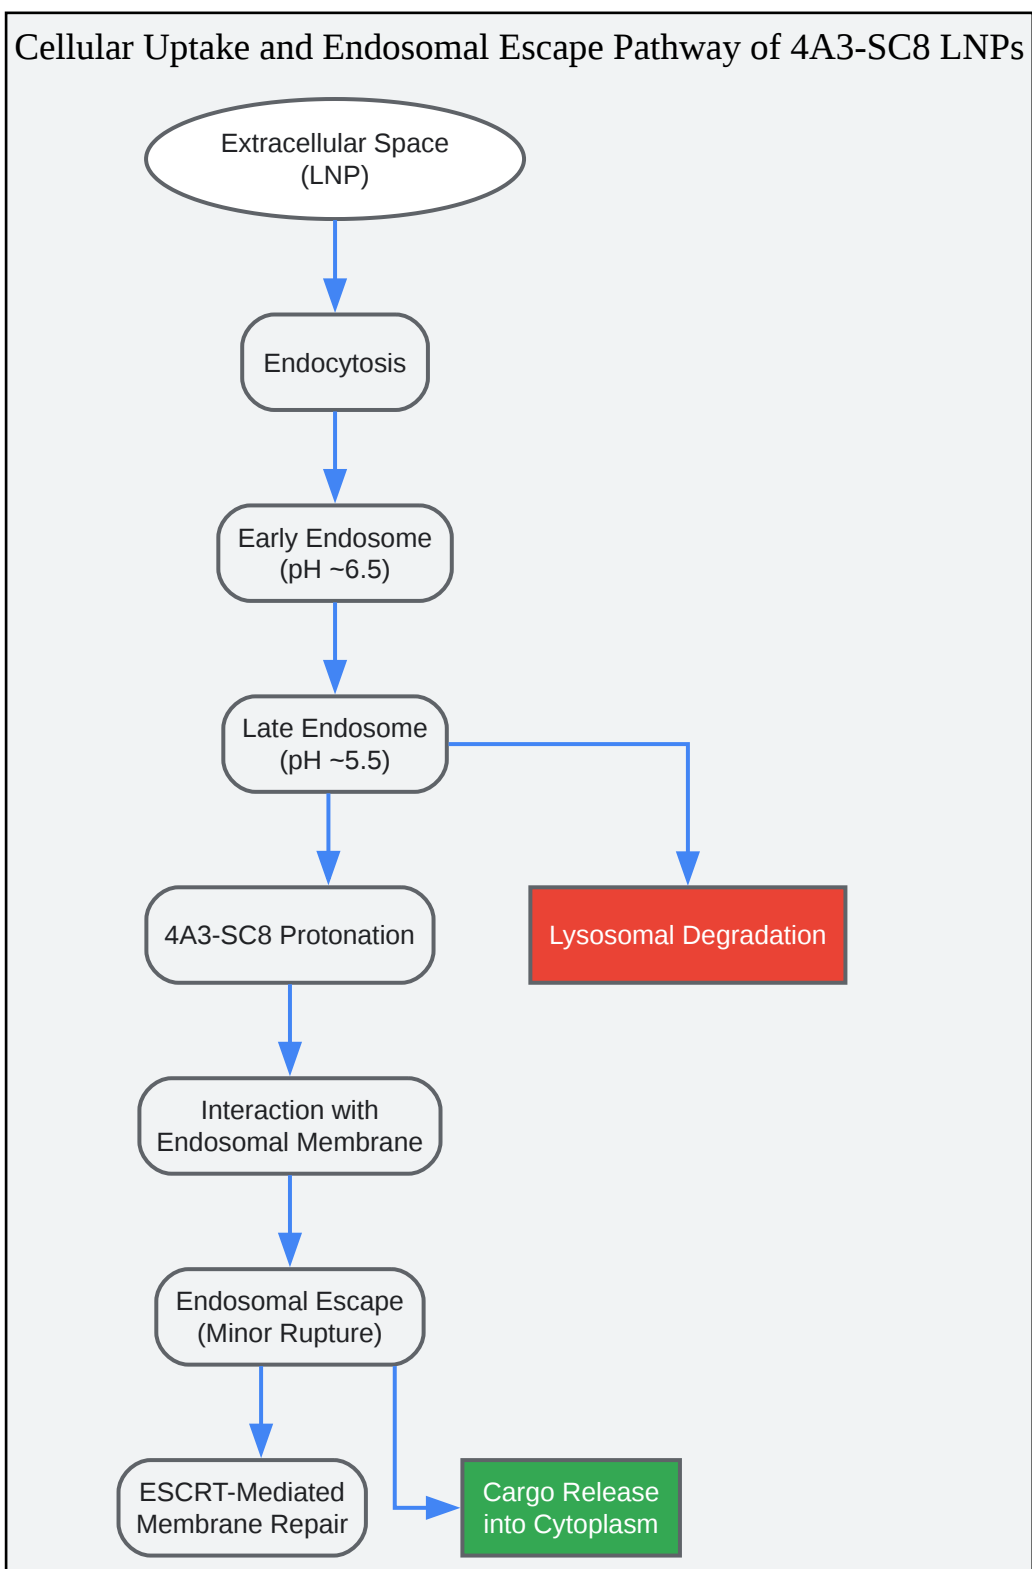 Cellular Uptake and Endosomal Escape Pathway of 4A3-SC8 LNPs
Extracellular Space
(LNP)
Endocytosis
Early Endosome
(pH ~6.5)
Late Endosome
(pH ~5.5)
4A3-SC8 Protonation
Lysosomal Degradation
Interaction with
Endosomal Membrane
Endosomal Escape
(Minor Rupture)
ESCRT-Mediated
Membrane Repair
Cargo Release
into Cytoplasm